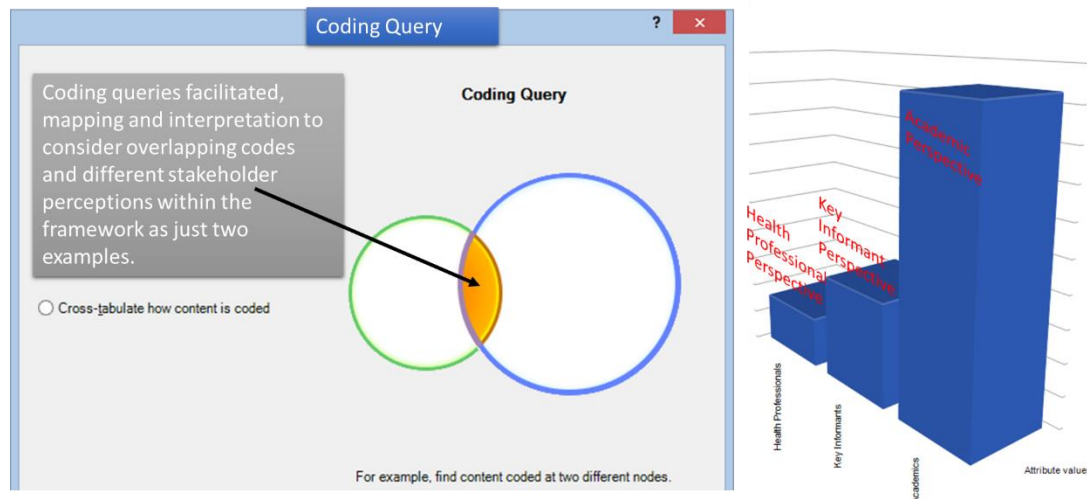 Coding Query
?
×
Coding queries facilitated,
mapping and interpretation to
consider overlapping codes
and different stakeholder
perceptions within the
framework as just two
examples.
Coding Query
Cross-tabulate how content is coded
For example, find content coded at two different nodes.
Health
Professional
Perspective
Key
Informant
Perspective
Academic
Perspective
Health Professionals
Key Informants
cademics
Attribute value